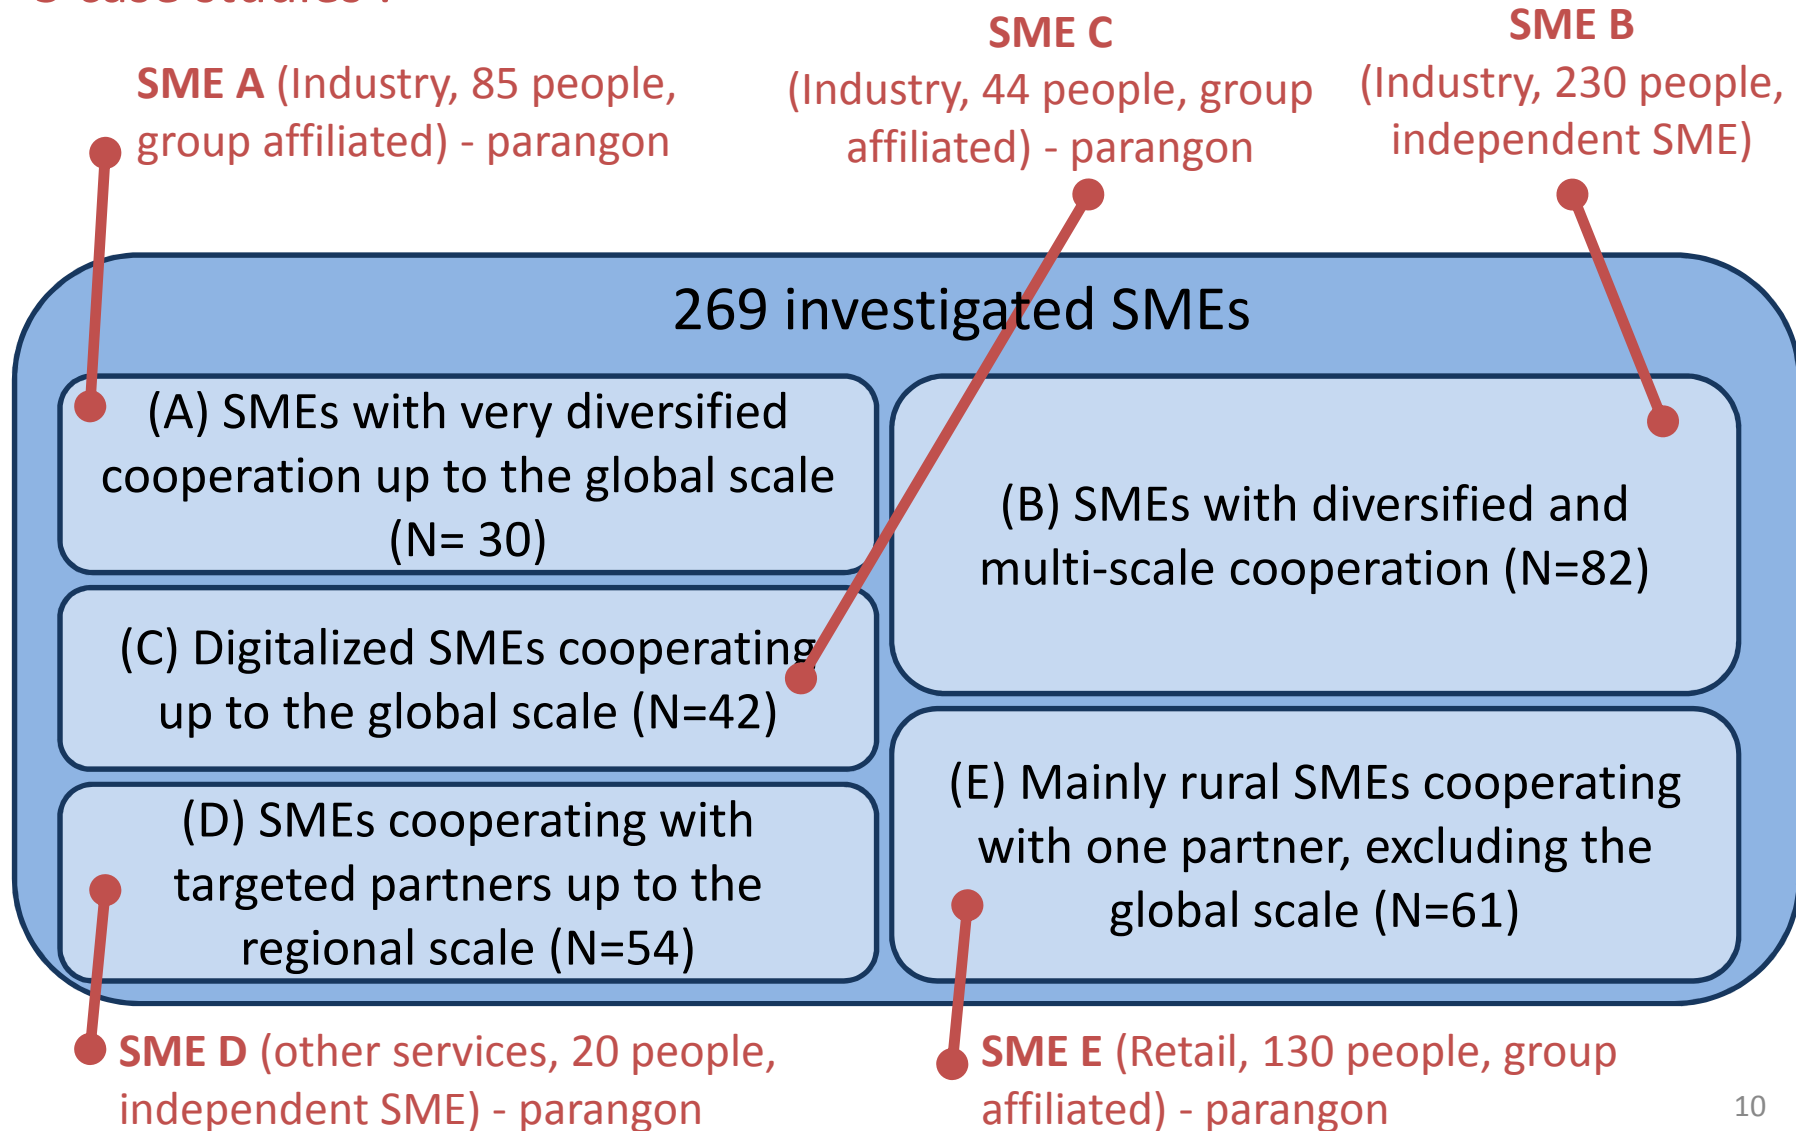 5 case studies :
SME A (Industry, 85 people,
group affiliated) - parangon
SME C
(Industry, 44 people, group
affiliated) - parangon
SME B
(Industry, 230 people,
independent SME)
269 investigated SMEs
(A) SMEs with very diversified
cooperation up to the global scale
(N= 30)
(B) SMEs with diversified and
multi-scale cooperation (N=82)
(C) Digitalized SMEs cooperating
up to the global scale (N=42)
(D) SMEs cooperating with
targeted partners up to the
regional scale (N=54)
(E) Mainly rural SMEs cooperating
with one partner, excluding the
global scale (N=61)
SME D (other services, 20 people,
independent SME) - parangon
SME E (Retail, 130 people, group
affiliated) - parangon
10